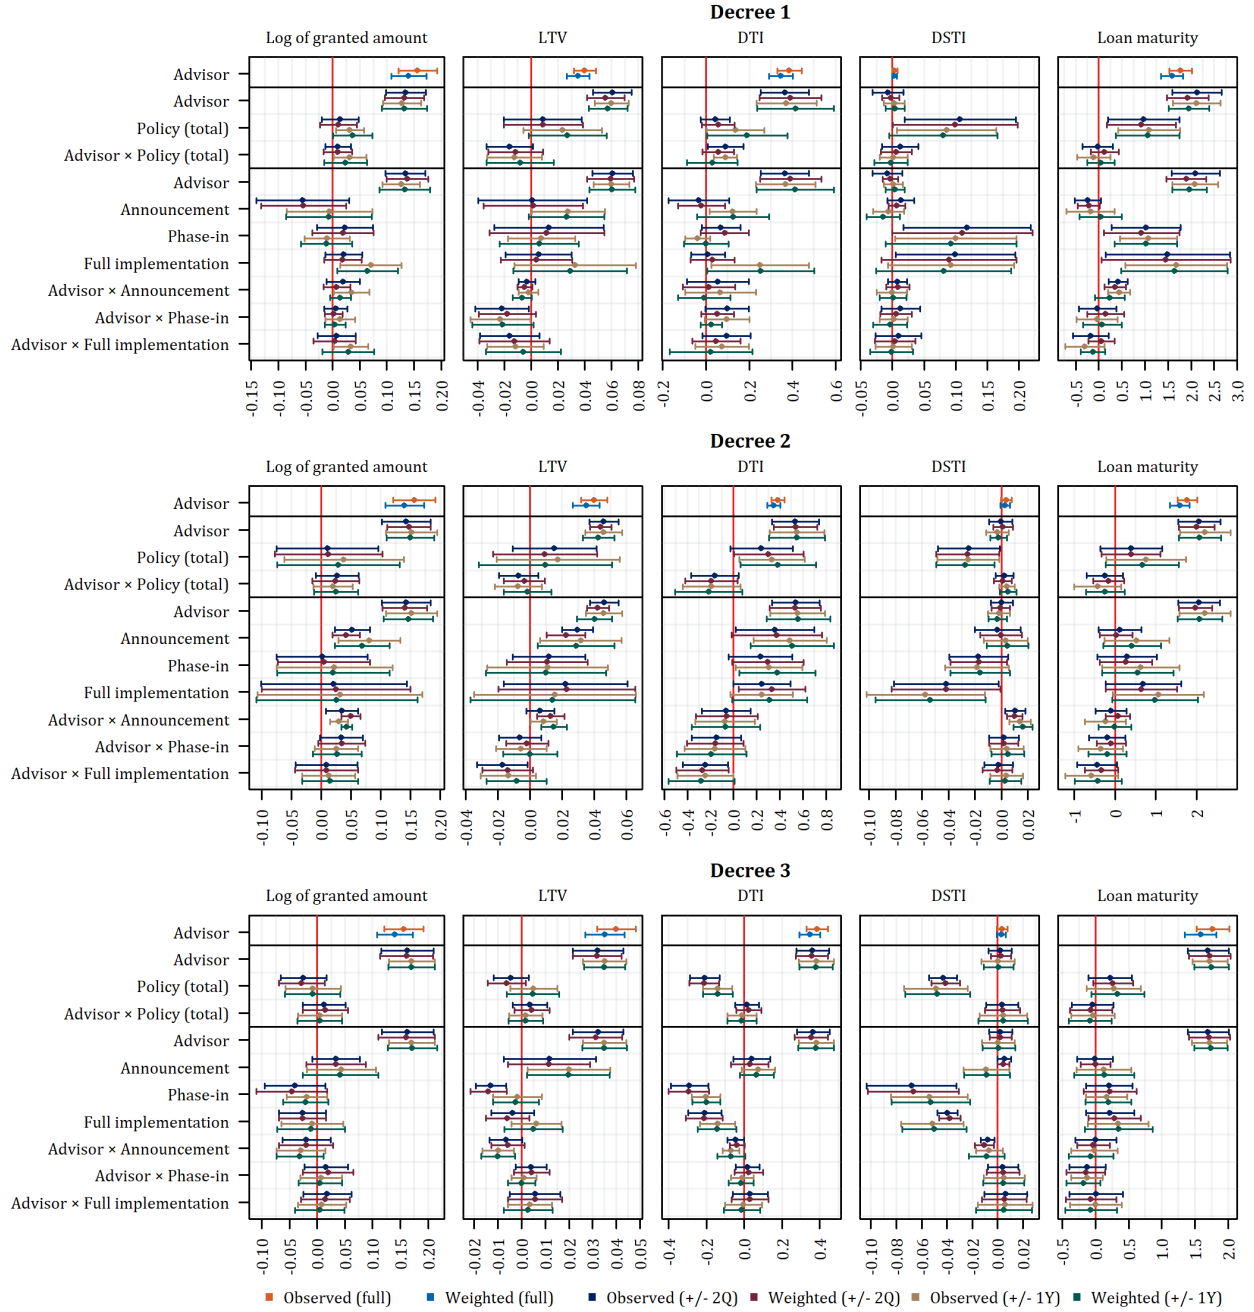 Decree 1
Log of granted amount LTV DTI DSTI Loan maturity
Advisor
Advisor
Policy (total)
Advisor × Policy (total)
Advisor
Announcement
Phase-in
Full implementation
Advisor × Announcement
Advisor × Phase-in
Advisor × Full implementation
-0.15 -0.10 -0.05 0.00 0.05 0.10 0.15 0.20 -0.04 -0.02 0.00 0.02 0.04 0.06 0.08 -0.2 0.0 0.2 0.4 0.6 -0.05 0.00 0.05 0.10 0.15 0.20 -0.5 0.0 0.5 1.0 1.5 2.0 2.5 3.0
Decree 2
Log of granted amount LTV DTI DSTI Loan maturity
Advisor
Advisor
Policy (total)
Advisor × Policy (total)
Advisor
Announcement
Phase-in
Full implementation
Advisor × Announcement
Advisor × Phase-in
Advisor × Full implementation
-0.10 -0.05 0.00 0.05 0.10 0.15 0.20 -0.04 -0.02 0.00 0.02 0.04 0.06 -0.6 -0.4 -0.2 0.0 0.2 0.4 0.6 0.8 -0.10 -0.08 -0.06 -0.04 -0.02 0.00 0.02 -1 0 1 2
Decree 3
Log of granted amount LTV DTI DSTI Loan maturity
Advisor
Advisor
Policy (total)
Advisor × Policy (total)
Advisor
Announcement
Phase-in
Full implementation
Advisor × Announcement
Advisor × Phase-in
Advisor × Full implementation
-0.10 -0.05 0.00 0.05 0.10 0.15 0.20 -0.02 -0.01 0.00 0.01 0.02 0.03 0.04 0.05 -0.4 -0.2 0.0 0.2 0.4 -0.10 -0.08 -0.06 -0.04 -0.02 0.00 0.02 -0.5 0.0 0.5 1.0 1.5 2.0
Observed (full) Weighted (full) Observed (+/- 2Q) Weighted (+/- 2Q) Observed (+/- 1Y) Weighted (+/- 1Y)